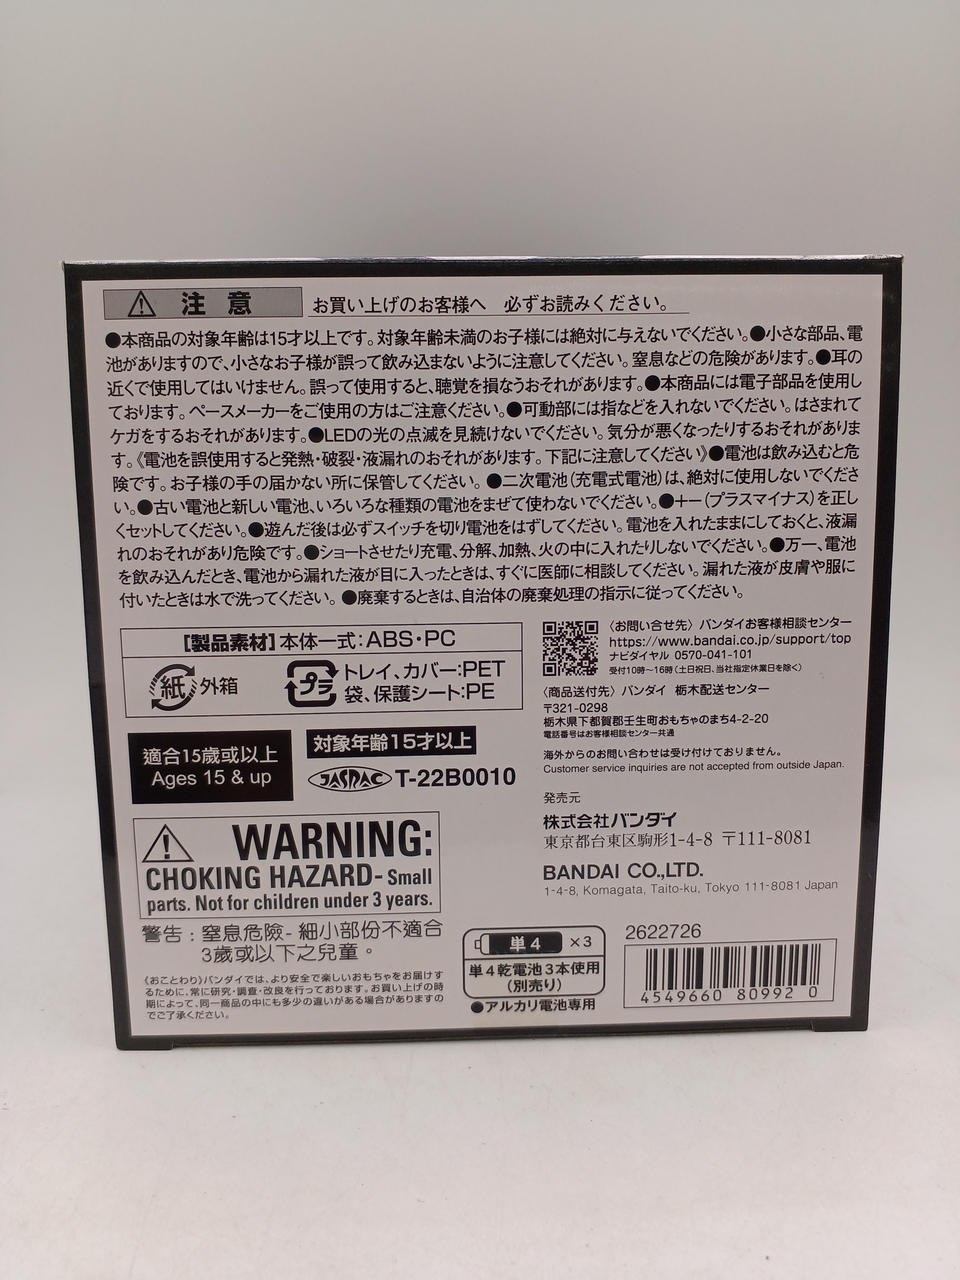 注意 お買い上げのお客様へ 必ずお読みください。
●本商品の対象年齢は15才以上です。対象年齢未満のお子様には絶対に与えないでください。●小さな部品、電
池がありますので、小さなお子様が誤って飲み込まないように注意してください。窒息などの危険があります。●耳の
近くで使用してはいけません。誤って使用すると、聴覚を損なうおそれがあります。●本商品には電子部品を使用し
ております。ペースメーカーをご使用の方はご注意ください。●可動部には指などを入れないでください。はさまれて
ケガをするおそれがあります。●LEDの光の点滅を見続けないでください。気分が悪くなったりするおそれがありま
す。《電池を誤使用すると発熱・破裂・液漏れのおそれがあります。下記に注意してください》●電池は飲み込むと危
険です。お子様の手の届かない所に保管してください。●二次電池(充電式電池)は、絶対に使用しないでくださ
い。●古い電池と新しい電池、いろいろな種類の電池をまぜて使わないでください。●+-(プラスマイナス)を正し
くセットしてください。●遊んだ後は必ずスイッチを切り電池をはずしてください。電池を入れたままにしておくと、液漏
れのおそれがあり危険です。●ショートさせたり充電、分解、加熱、火の中に入れたりしないでください。●万一、電池
を飲み込んだとき、電池から漏れた液が目に入ったときは、すぐに医師に相談してください。漏れた液が皮膚や服に
付いたときは水で洗ってください。●廃棄するときは、自治体の廃棄処理の指示に従ってください。
[製品素材]本体一式:ABS・PC
紙 外箱
プラ トレイ、カバー:PET
袋、保護シート:PE
適合15歲或以上
Ages 15 & up
対象年齢15才以上
JASPAC T-22B0010
WARNING:
CHOKING HAZARD- Small
parts. Not for children under 3 years.
警告:窒息危險-細小部份不適合
3歲或以下之兒童。
《おことわり》バンダイでは、より安全で楽しいおもちゃをお届けす
るために、常に研究・調査・改良を行っております。お買い上げの時
期によって、同一商品の中にも多少の違いがある場合がありますの
でご了承ください。
単4 ×3
単4乾電池3本使用
(別売り)
●アルカリ電池専用
〈お問い合せ先〉バンダイお客様相談センター
https://www.bandai.co.jp/support/top
ナビダイヤル 0570-041-101
受付10時〜16時(土日祝日、当社指定休業日を除く)
〈商品送付先〉バンダイ 栃木配送センター
〒321-0298
栃木県下都賀郡壬生町おもちゃのまち4-2-20
電話番号はお客様相談センター共通
海外からのお問い合わせは受け付けておりません。
Customer service inquiries are not accepted from outside Japan.
発売元
株式会社バンダイ
東京都台東区駒形1-4-8 〒111-8081
BANDAI CO.,LTD.
1-4-8, Komagata, Taito-ku, Tokyo 111-8081 Japan
2622726
4549660 80992 0